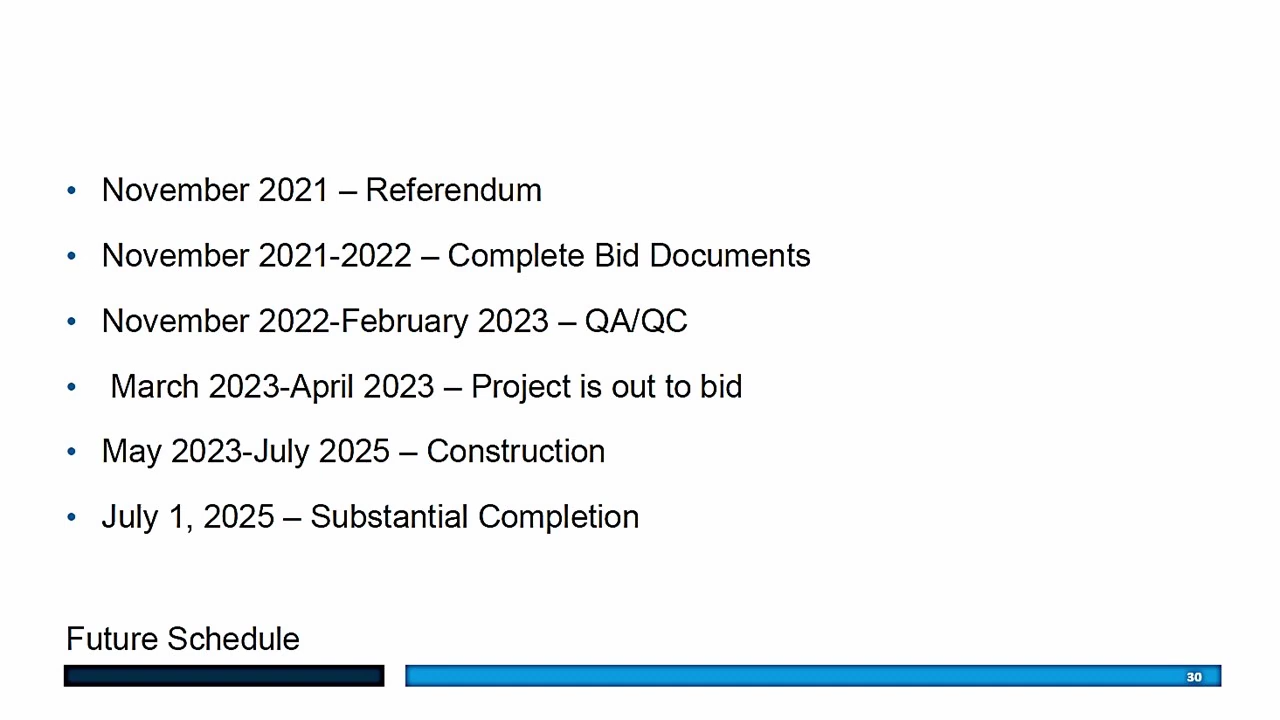 • November 2021 – Referendum
• November 2021-2022 – Complete Bid Documents
• November 2022-February 2023 – QA/QC
• March 2023-April 2023 – Project is out to bid
• May 2023-July 2025 – Construction
• July 1, 2025 – Substantial Completion
Future Schedule
30